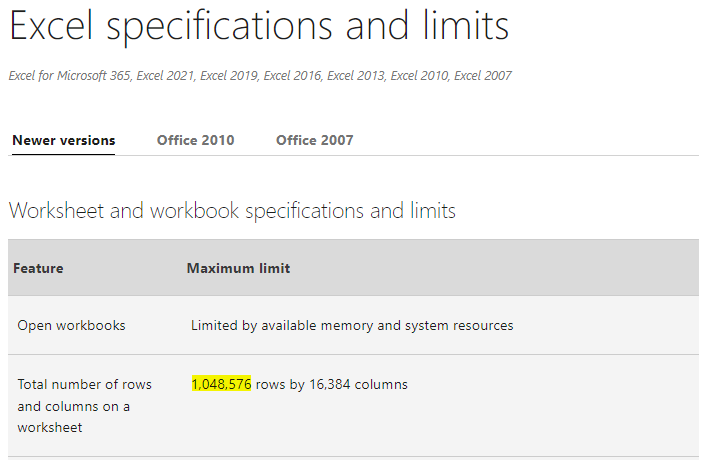 Excel specifications and limits
Excel for Microsoft 365, Excel 2021, Excel 2019, Excel 2016, Excel 2013, Excel 2010, Excel 2007
Newer versions Office 2010 Office 2007
Worksheet and workbook specifications and limits
Feature Maximum limit
Open workbooks Limited by available memory and system resources
Total number of rows 1,048,576 rows by 16,384 columns
and columns on a
worksheet